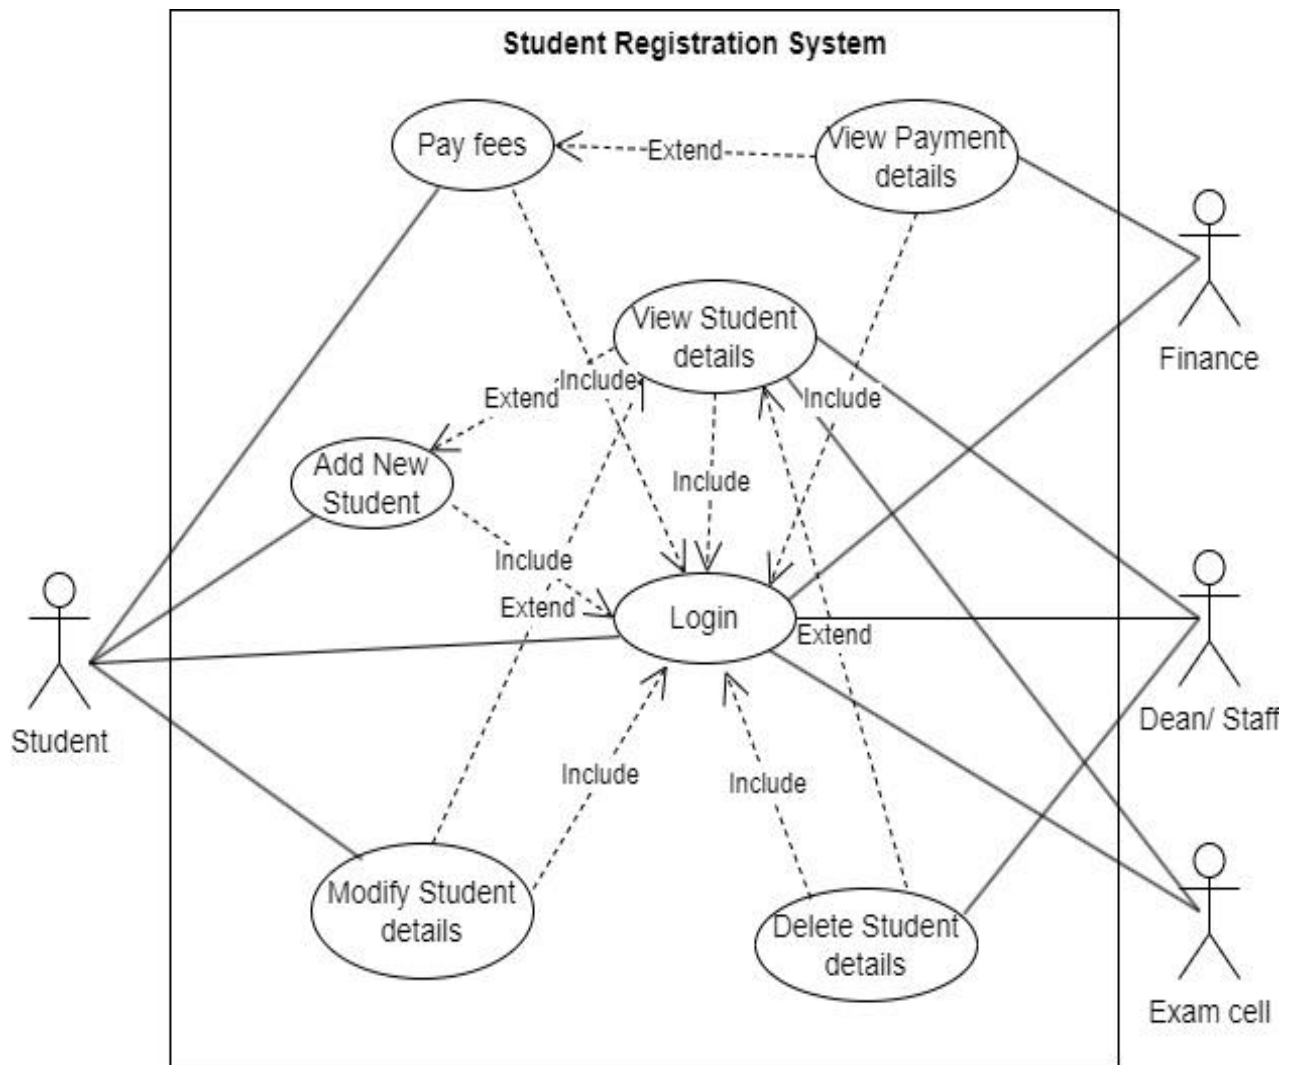 Student Registration System
Pay fees
Extend
View Payment
details
View Student
details
Finance
Include
Extend
Include
Add New
Student
Include
Include
Extend
Login
Extend
Student
Dean/ Staff
Include
Include
Modify Student
details
Delete Student
details
Exam cell